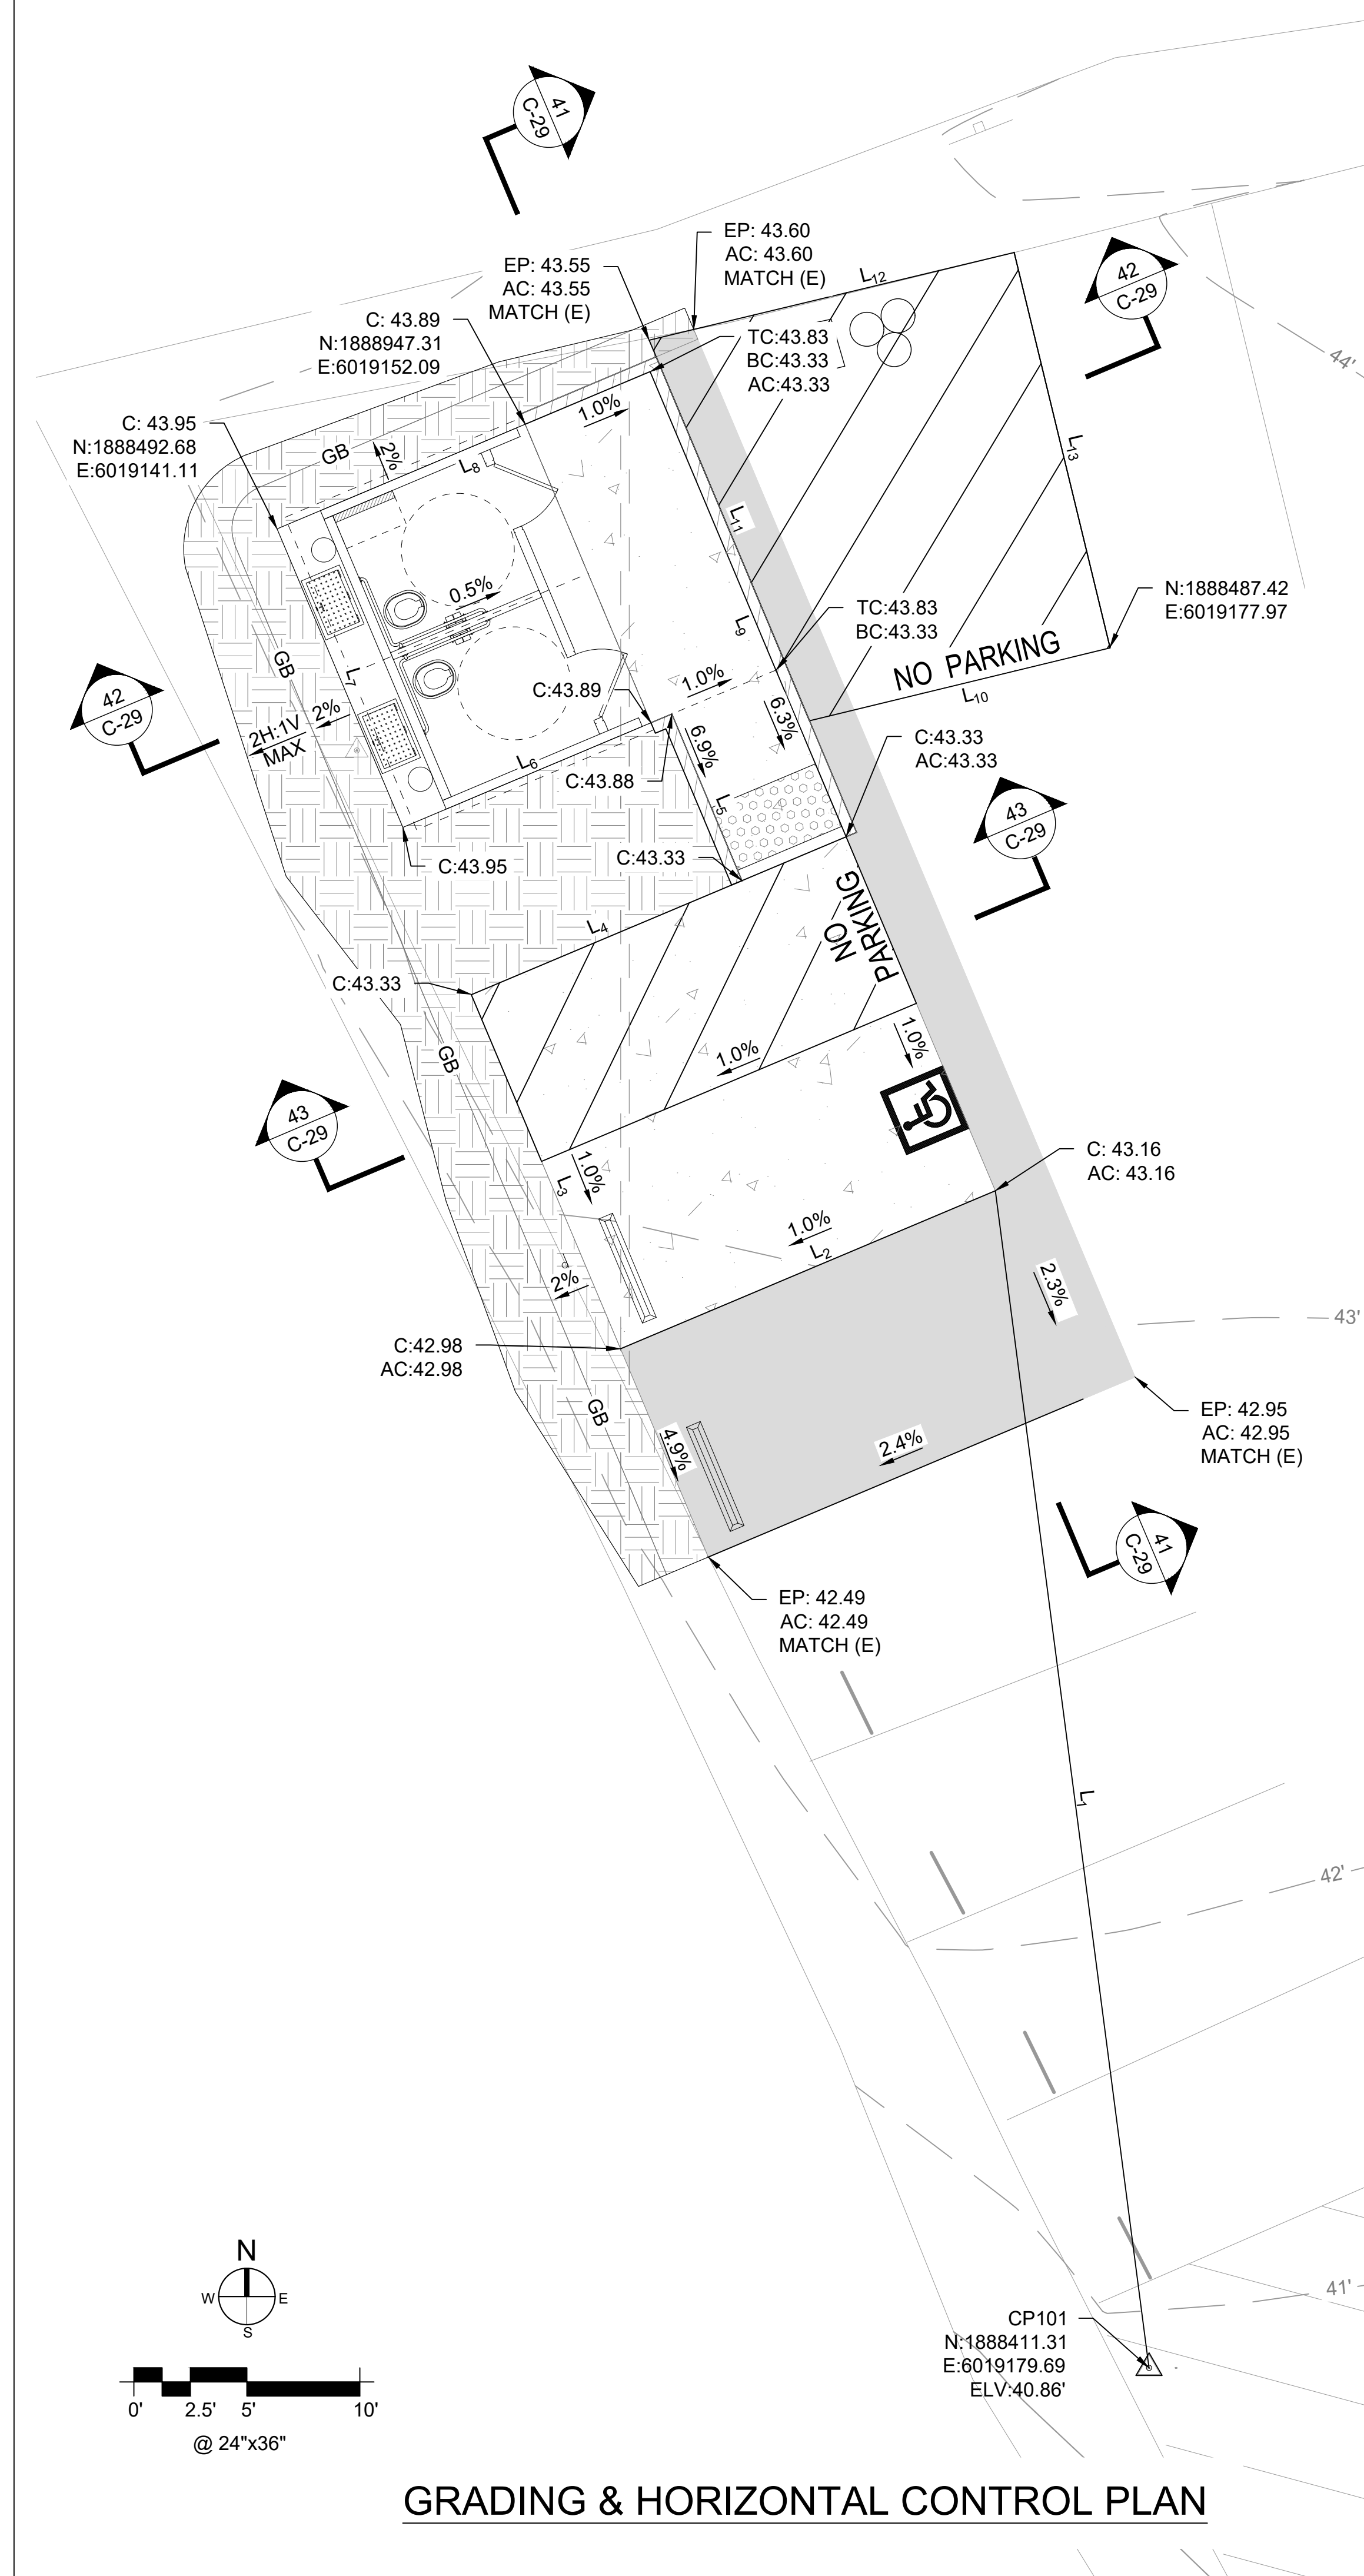 41
C-29
EP: 43.60
AC: 43.60
MATCH (E)
EP: 43.55
AC: 43.55
MATCH (E)
L12
42
C-29
C: 43.89
N:1888947.31
E:6019152.09
TC:43.83
BC:43.33
AC:43.33
44'
C: 43.95
N:1888492.68
E:6019141.11
1.0%
GB
2%
L8
L13
L11
0.5%
N:1888487.42
E:6019177.97
TC:43.83
BC:43.33
L9
NO PARKING
L10
GB
L7
C:43.89
1.0%
42
C-29
2%
2H:1V
MAX
6.3%
6.9%
C:43.33
AC:43.33
L6
C:43.88
L5
43
C-29
C:43.95
C:43.33
NO
PARKING
L4
C:43.33
GB
1.0%
1.0%
43
C-29
C: 43.16
AC: 43.16
L3
1.0%
1.0%
L2
2%
2.3%
43'
C:42.98
AC:42.98
GB
4.9%
2.4%
EP: 42.95
AC: 42.95
MATCH (E)
41
C-29
EP: 42.49
AC: 42.49
MATCH (E)
L1
42'
41'
N
W
E
S
CP101
N:1888411.31
E:6019179.69
ELV:40.86'
0'
2.5'
5'
10'
@ 24"x36"
GRADING & HORIZONTAL CONTROL PLAN